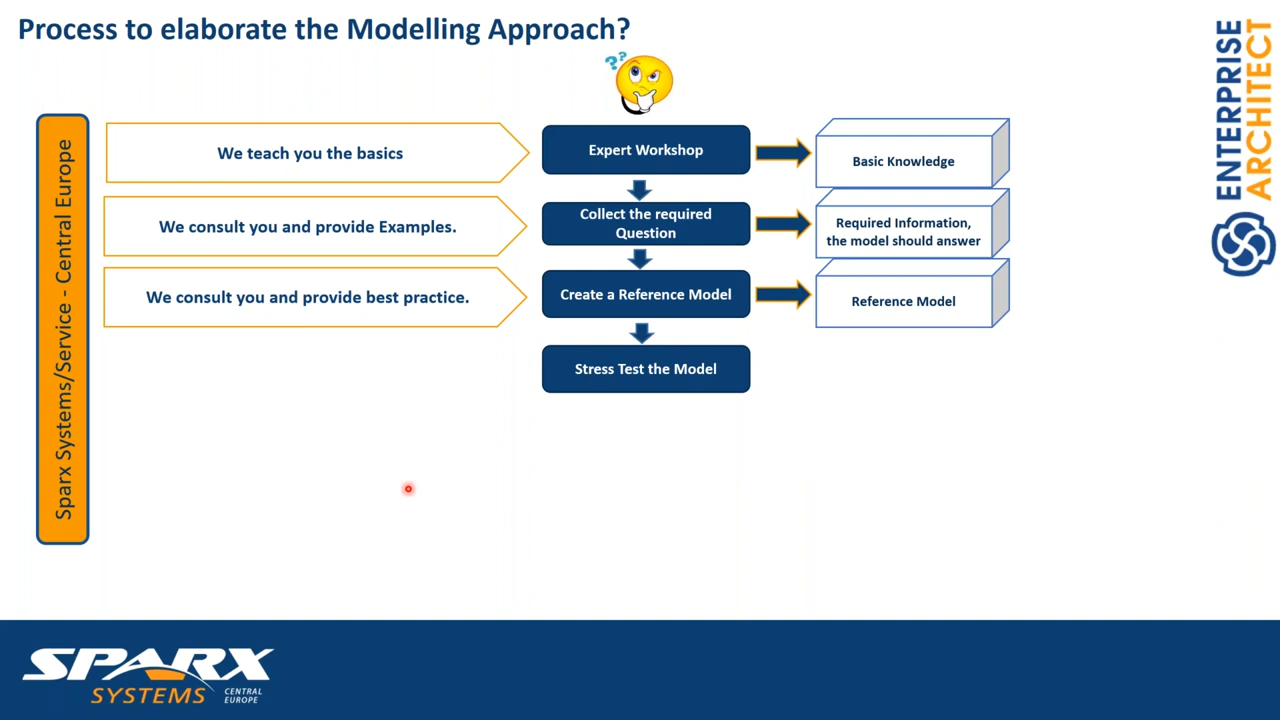 Process to elaborate the Modelling Approach?
??
ENTERPRISE
ARCHITECT
Sparx Systems/Service - Central Europe
We teach you the basics
Expert Workshop
Basic Knowledge
We consult you and provide Examples.
Collect the required
Question
Required Information,
the model should answer
We consult you and provide best practice.
Create a Reference Model
Reference Model
Stress Test the Model
SPARX
SYSTEMS
CENTRAL
EUROPE